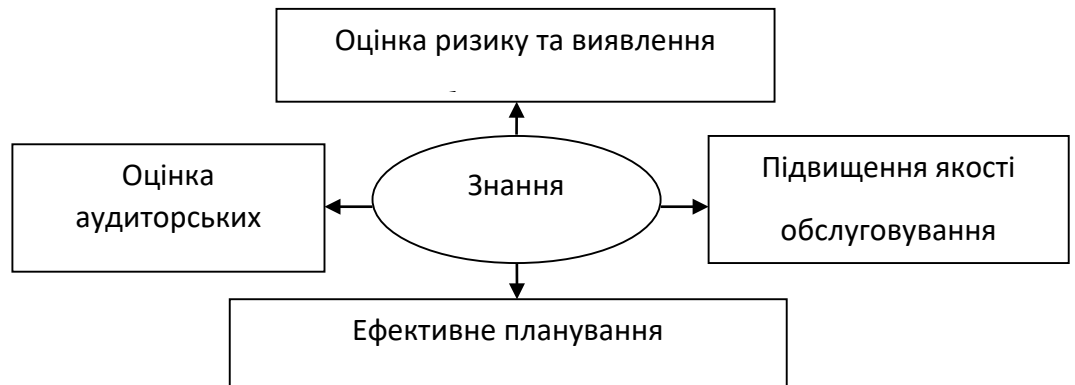 Оцінка ризику та виявлення
Оцінка
аудиторських
Знання
Підвищення якості
обслуговування
Ефективне планування